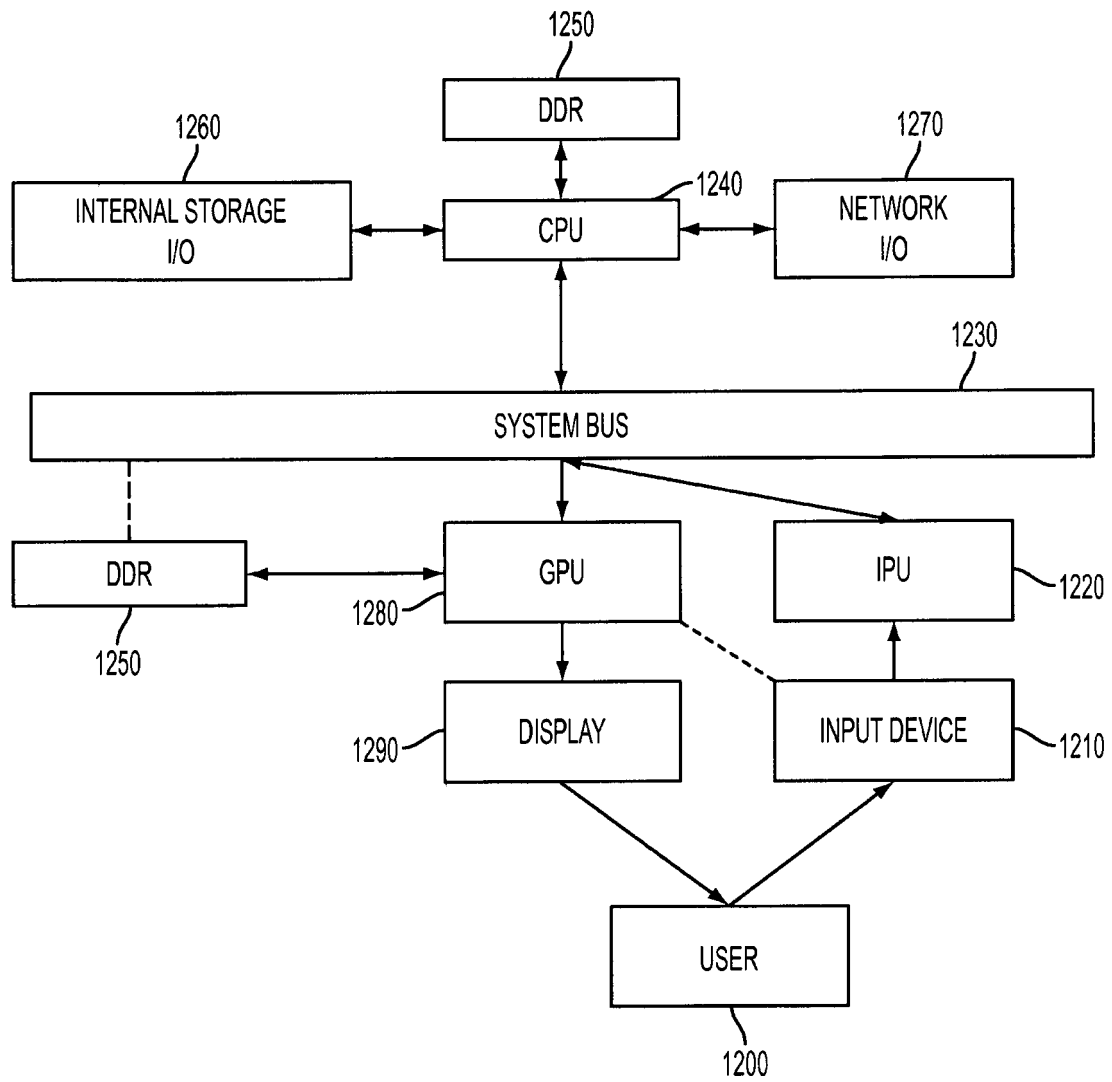 1250
DDR
1260
1270
1240
INTERNAL STORAGE
I/O
CPU
NETWORK
I/O
1230
SYSTEM BUS
DDR
GPU
IPU
1280
1220
1250
DISPLAY
INPUT DEVICE
1290
1210
USER
1200